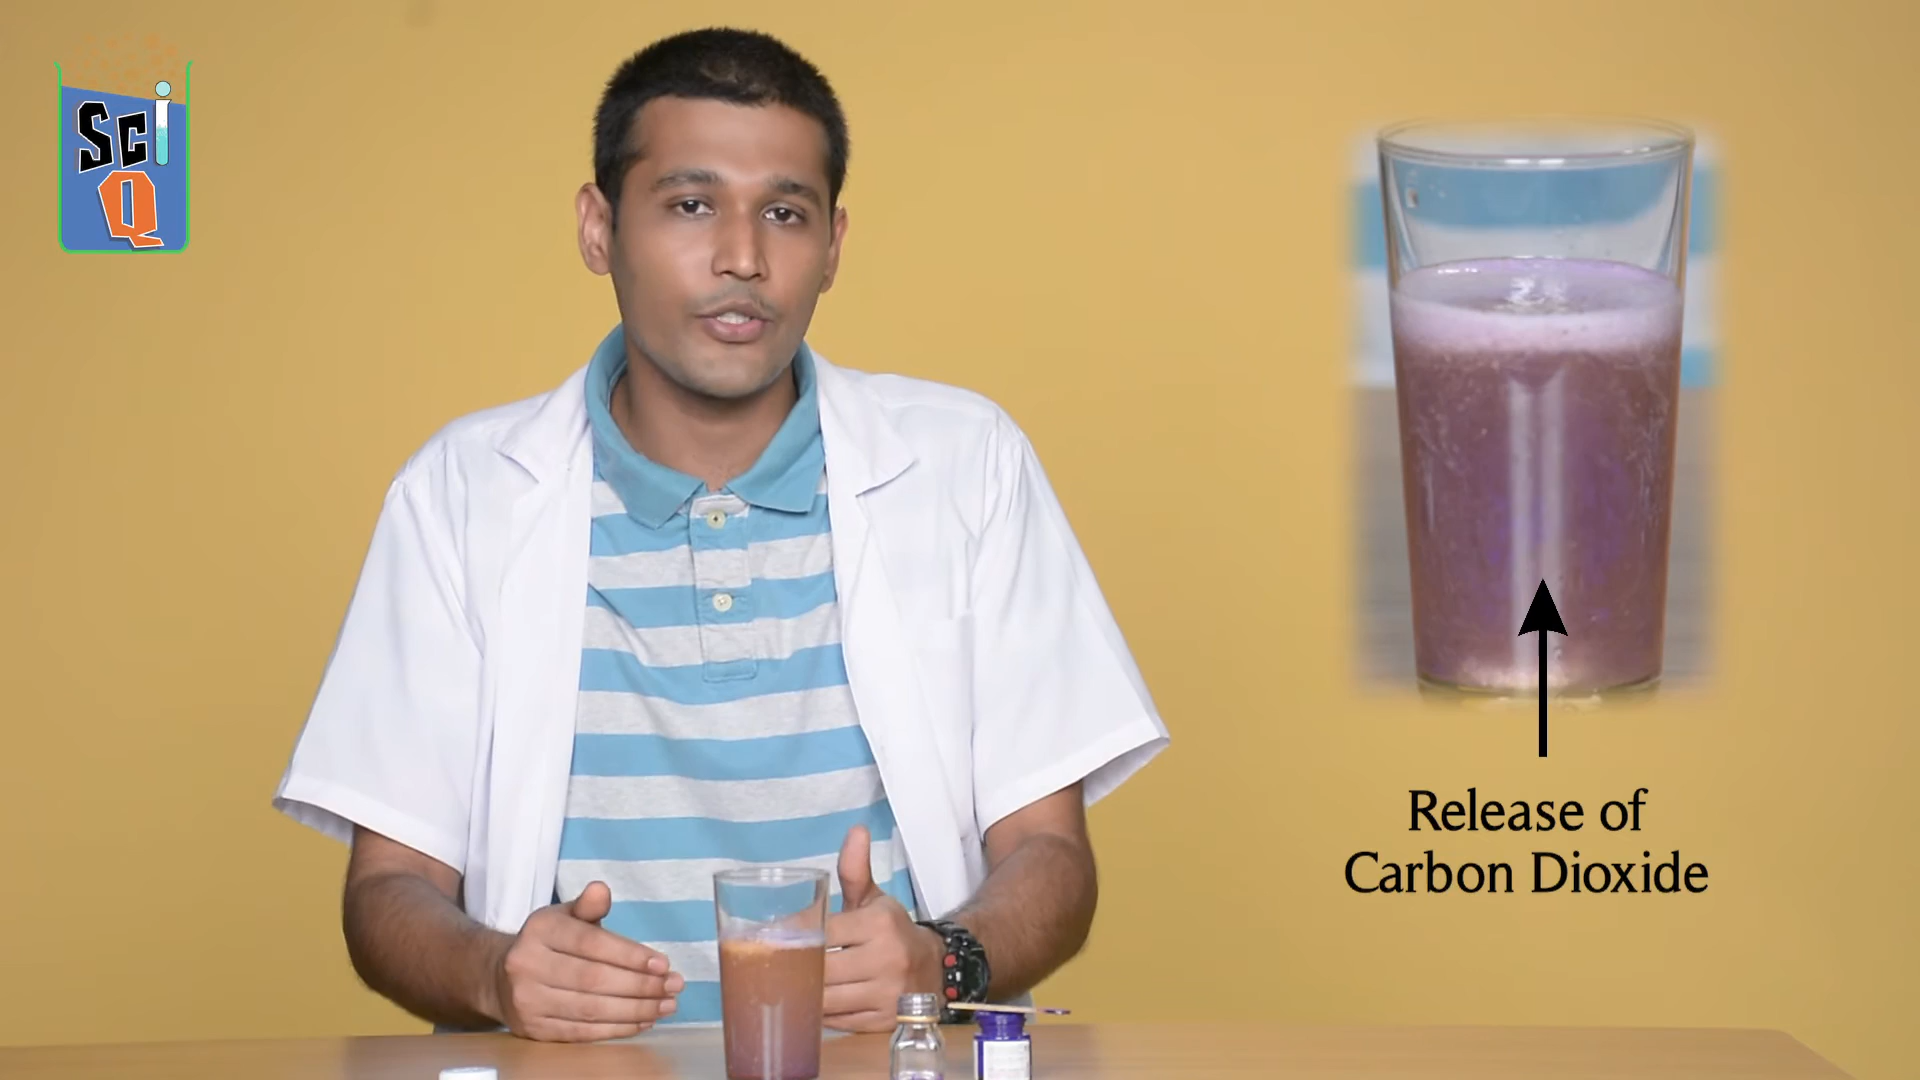 Sci
Q
Release of
Carbon Dioxide